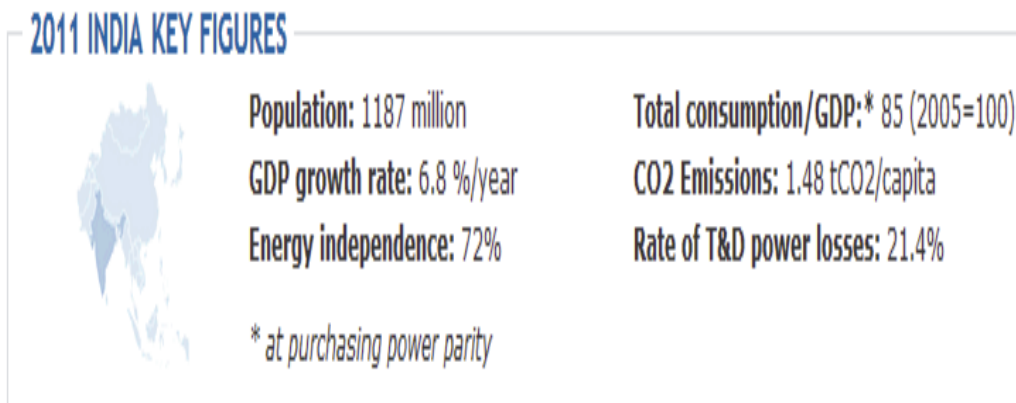 2011 INDIA KEY FIGURES
Population: 1187 million
GDP growth rate: 6.8 %/year
Energy independence: 72%
* at purchasing power parity
Total consumption/GDP:* 85 (2005=100)
CO2 Emissions: 1.48 tCO2/capita
Rate of T&D power losses: 21.4%